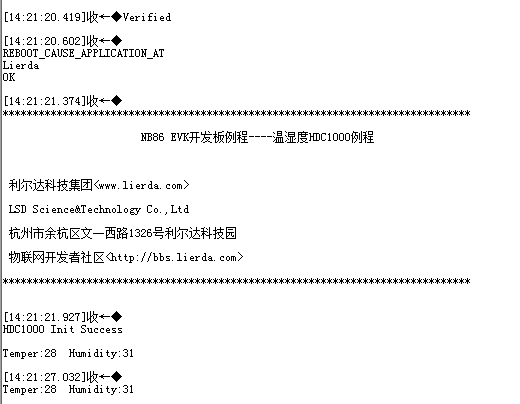 [14:21:20.419]收←◆Verified
[14:21:20.602]收←◆
REBOOT_CAUSE_APPLICATION_AT
Lierda
OK
[14:21:21.374]收←◆
******************************************************************************
NB86 EVK开发板例程----温湿度HDC1000例程
利尔达科技集团<www.lierda.com>
LSD Science&Technology Co.,Ltd
杭州市余杭区文一西路1326号利尔达科技园
物联网开发者社区<http://bbs.lierda.com>
******************************************************************************
[14:21:21.927]收←◆
HDC1000 Init Success
Temper:28  Humidity:31
[14:21:27.032]收←◆
Temper:28  Humidity:31